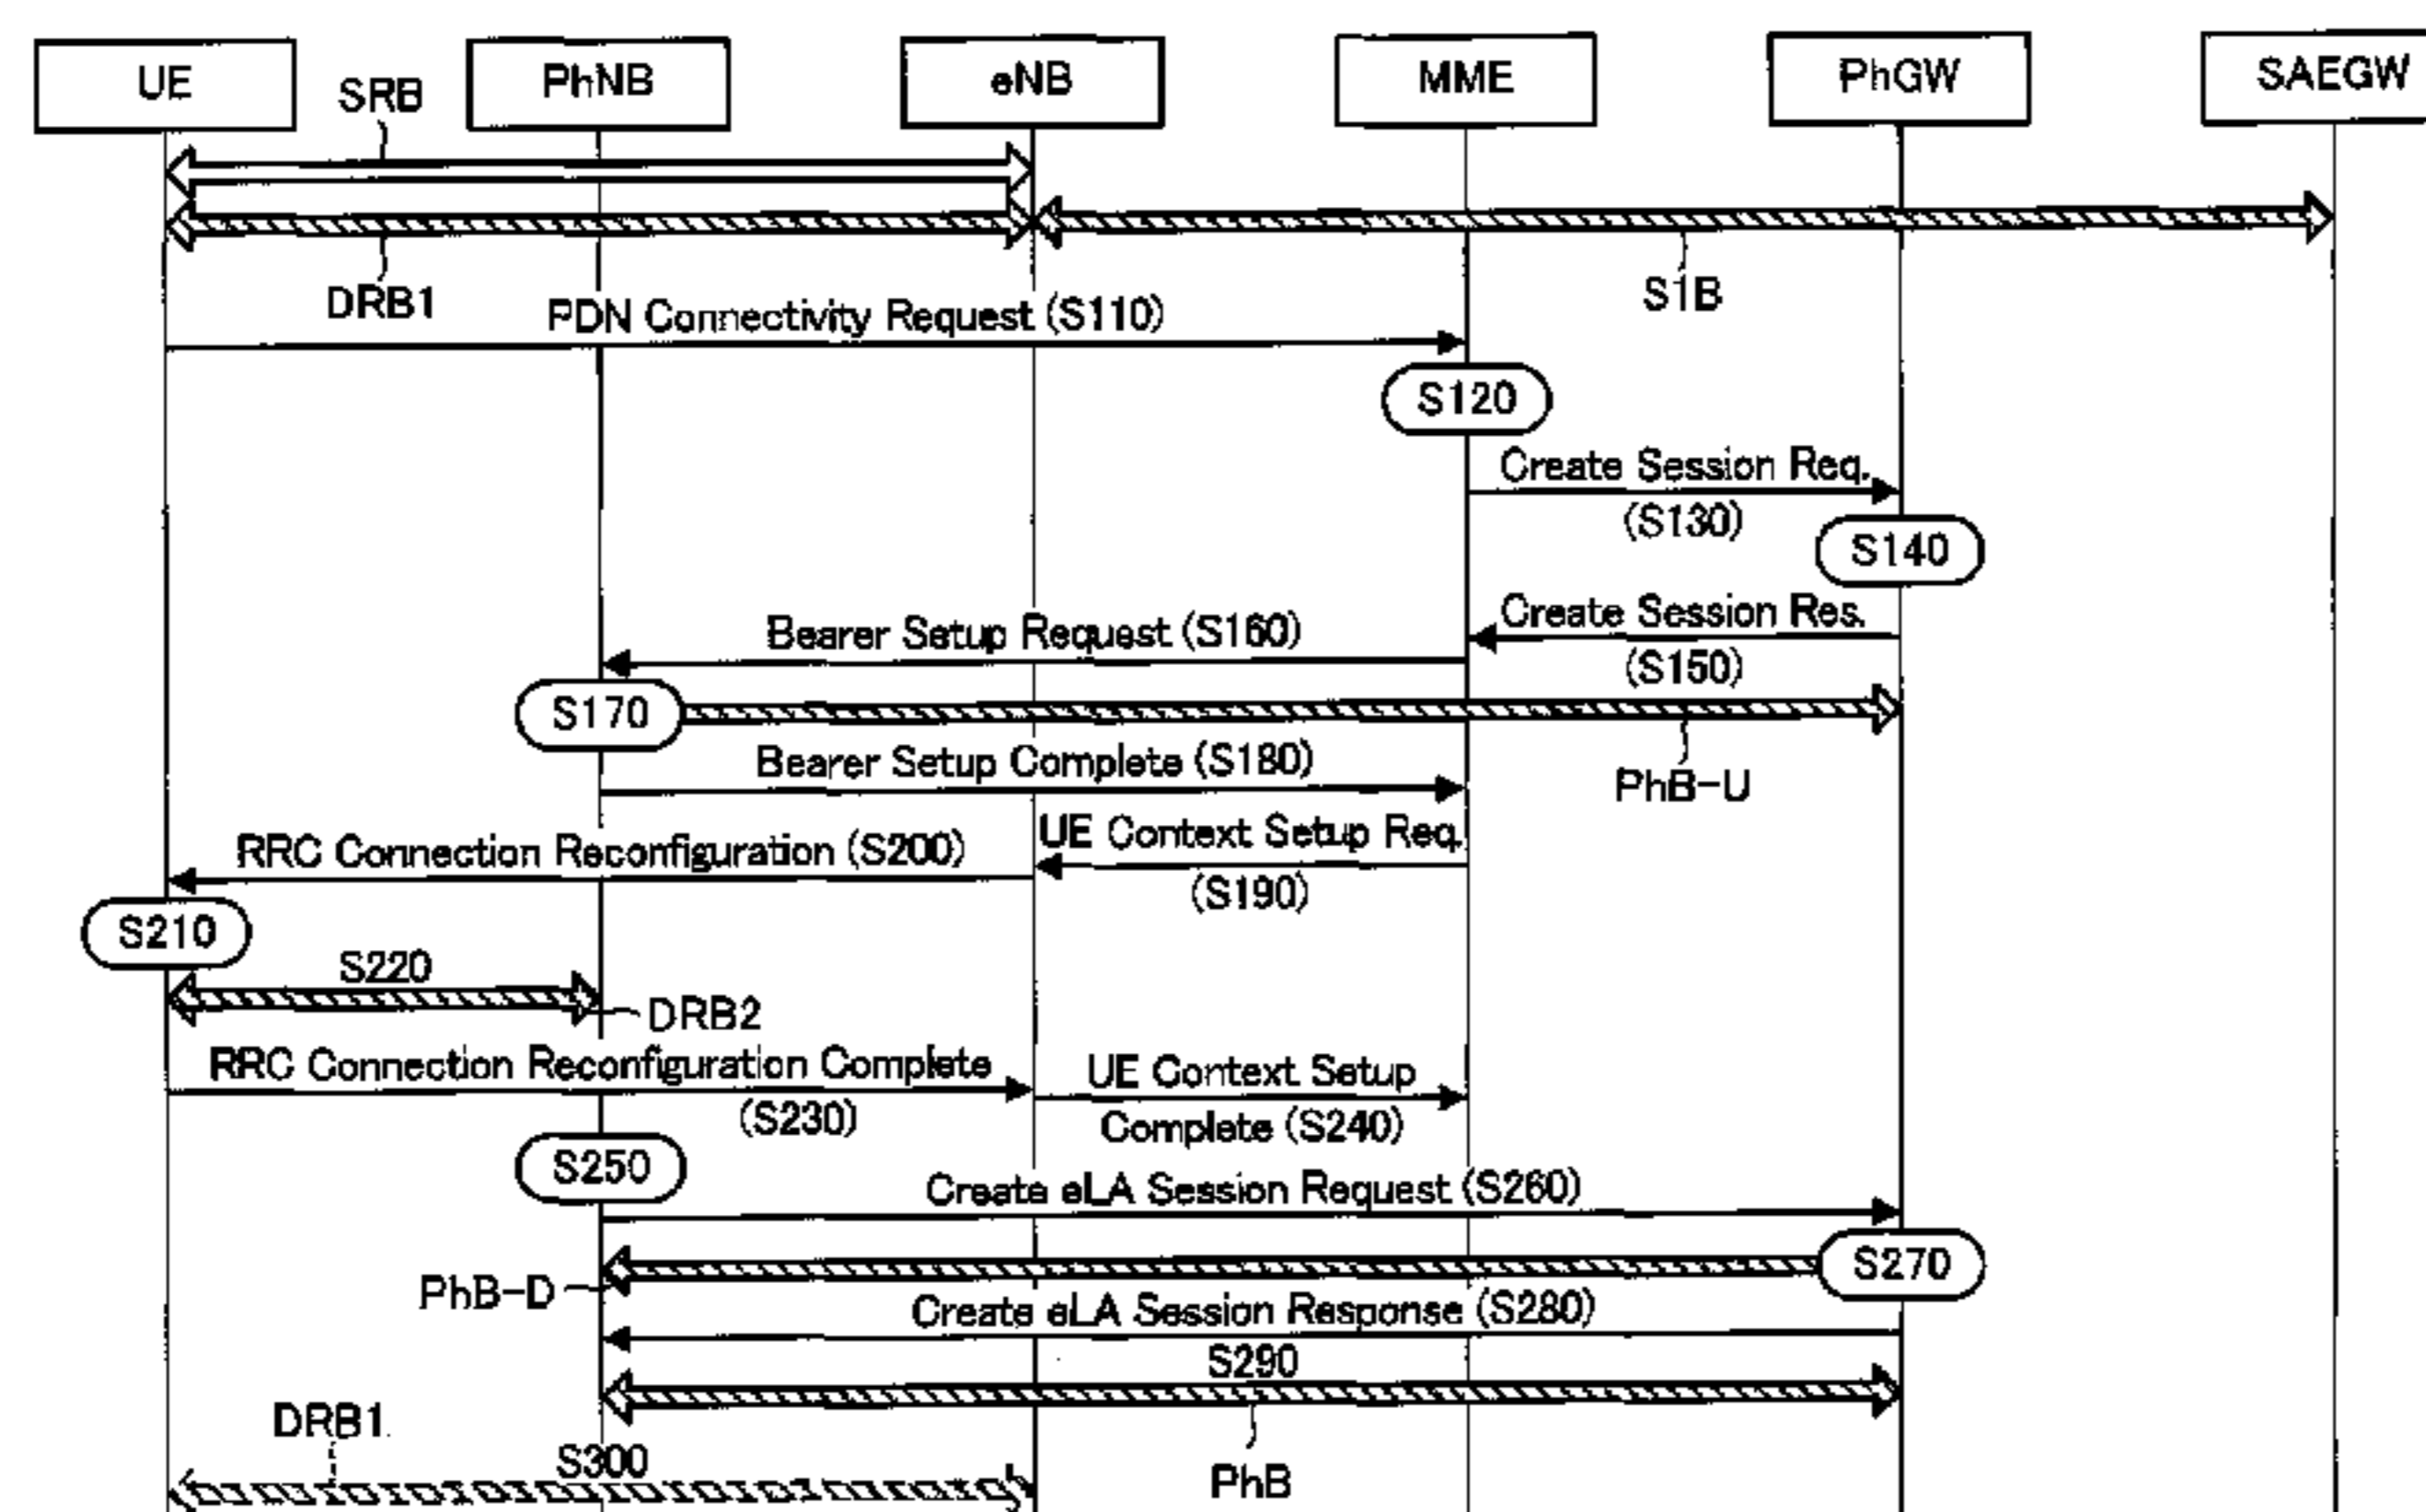 UE
PhNB
eNB
MME
PhGW
SAEGW
SRB
DRB1
S1B
PDN Connectivity Request (S110)
S120
Create Session Req.
(S130)
S140
Create Session Res.
(S150)
Bearer Setup Request (S160)
S170
PhB-U
Bearer Setup Complete (S180)
UE Context Setup Req.
(S190)
RRC Connection Reconfiguration (S200)
S210
S220
DRB2
RRC Connection Reconfiguration Complete
(S230)
UE Context Setup
Complete (S240)
S250
Create eLA Session Request (S260)
S270
PhB-D
Create eLA Session Response (S280)
S290
PhB
DRB1
S300